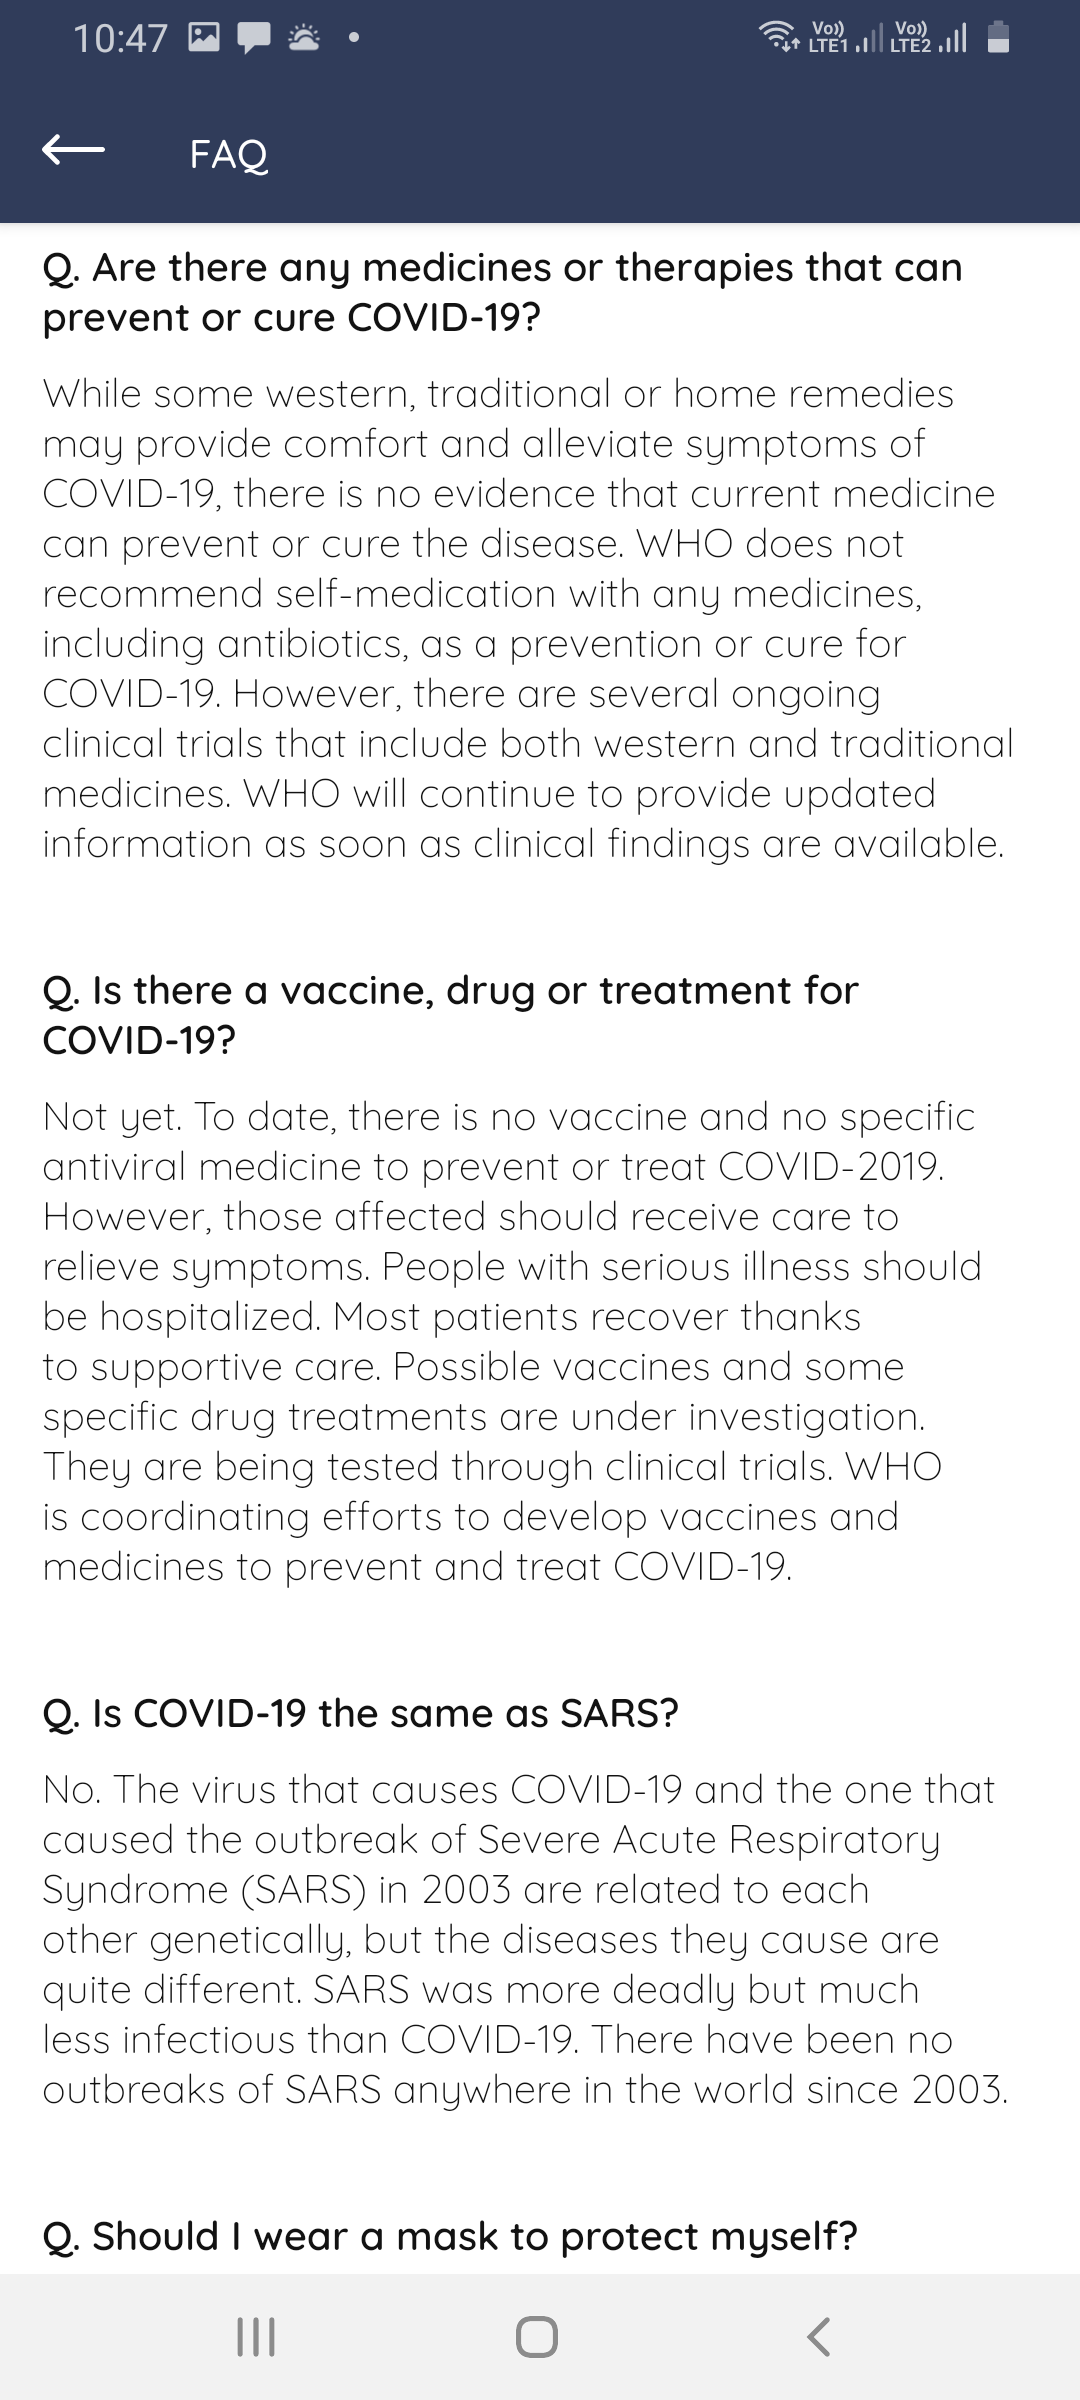 10:47
Vo)) LTE1 Vo)) LTE2
FAQ
Q. Are there any medicines or therapies that can
prevent or cure COVID-19?
While some western, traditional or home remedies
may provide comfort and alleviate symptoms of
COVID-19, there is no evidence that current medicine
can prevent or cure the disease. WHO does not
recommend self-medication with any medicines,
including antibiotics, as a prevention or cure for
COVID-19. However, there are several ongoing
clinical trials that include both western and traditional
medicines. WHO will continue to provide updated
information as soon as clinical findings are available.
Q. Is there a vaccine, drug or treatment for
COVID-19?
Not yet. To date, there is no vaccine and no specific
antiviral medicine to prevent or treat COVID-2019.
However, those affected should receive care to
relieve symptoms. People with serious illness should
be hospitalized. Most patients recover thanks
to supportive care. Possible vaccines and some
specific drug treatments are under investigation.
They are being tested through clinical trials. WHO
is coordinating efforts to develop vaccines and
medicines to prevent and treat COVID-19.
Q. Is COVID-19 the same as SARS?
No. The virus that causes COVID-19 and the one that
caused the outbreak of Severe Acute Respiratory
Syndrome (SARS) in 2003 are related to each
other genetically, but the diseases they cause are
quite different. SARS was more deadly but much
less infectious than COVID-19. There have been no
outbreaks of SARS anywhere in the world since 2003.
Q. Should I wear a mask to protect myself?